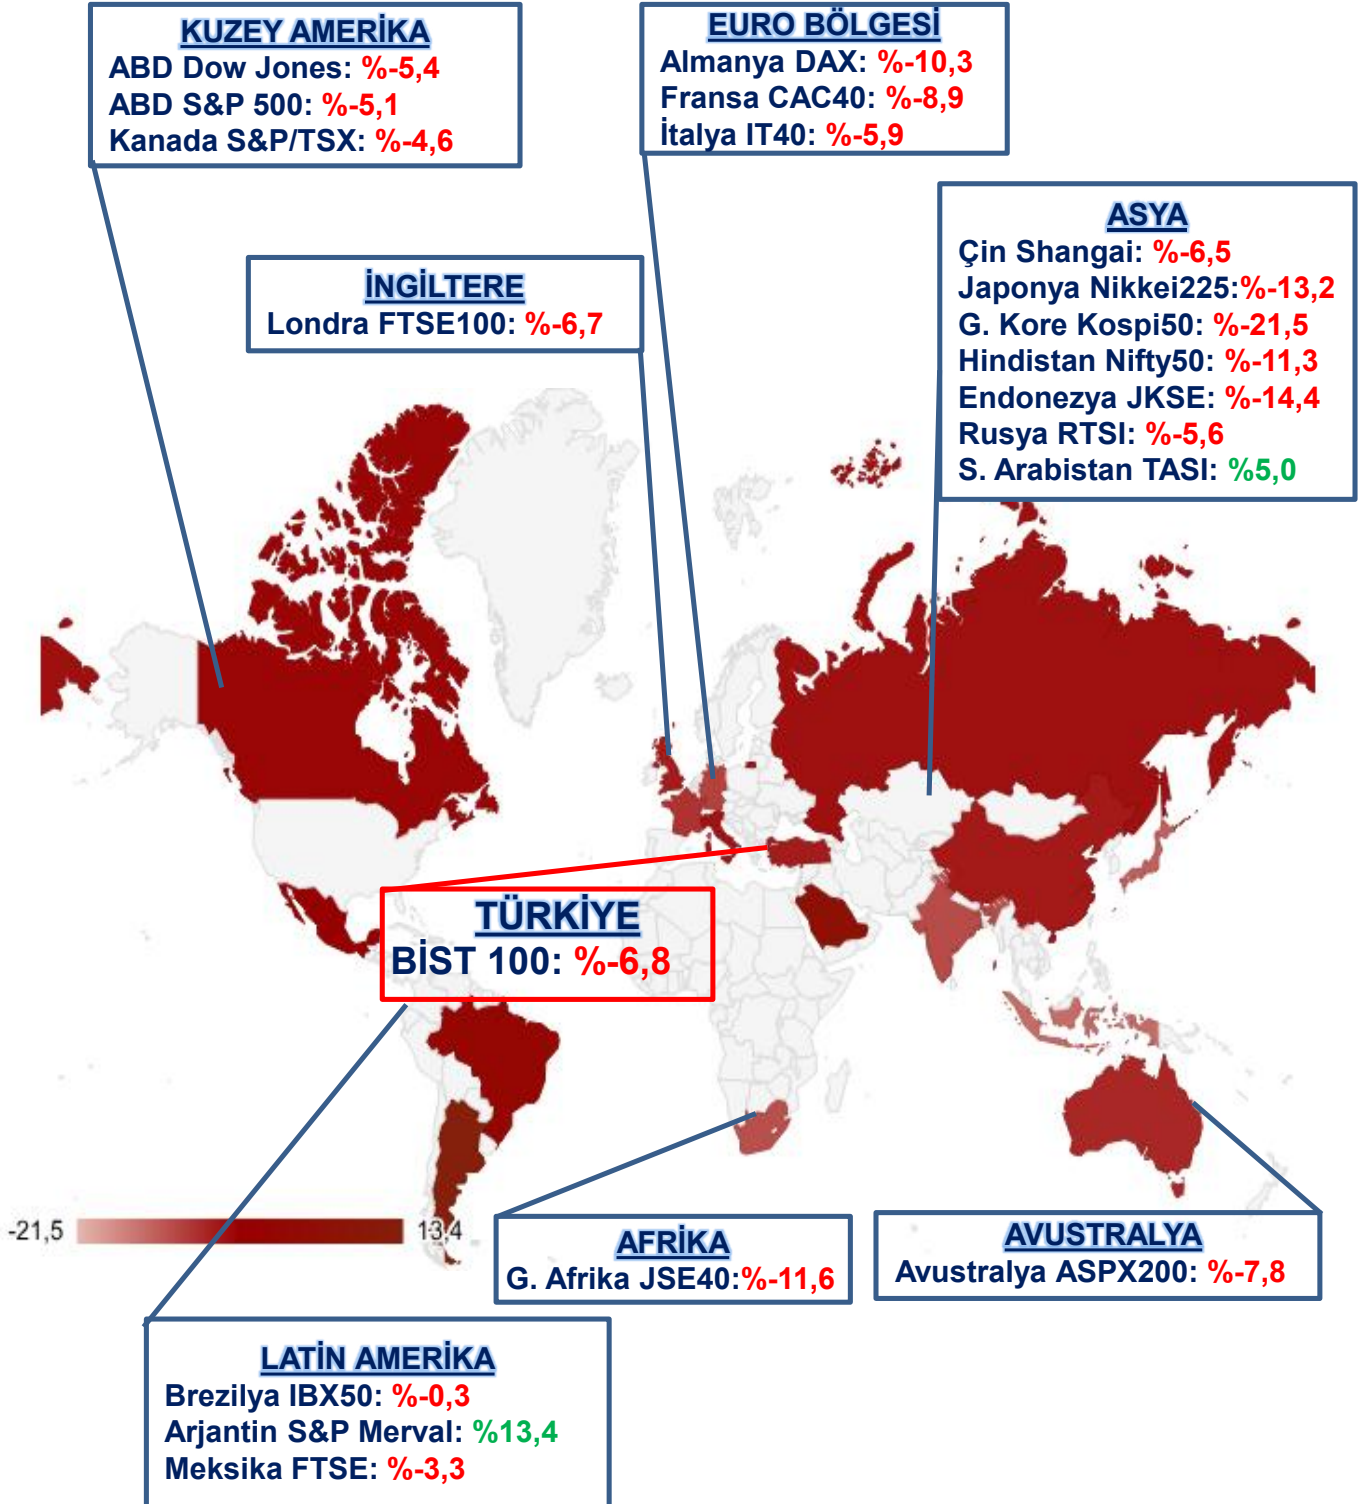 KUZEY AMERİKA
ABD Dow Jones: %-5,4
ABD S&P 500: %-5,1
Kanada S&P/TSX: %-4,6
EURO BÖLGESİ
Almanya DAX: %-10,3
Fransa CAC40: %-8,9
İtalya IT40: %-5,9
ASYA
Çin Shangai: %-6,5
Japonya Nikkei225:%-13,2
G. Kore Kospi50: %-21,5
Hindistan Nifty50: %-11,3
Endonezya JKSE: %-14,4
Rusya RTSI: %-5,6
S. Arabistan TASI: %5,0
İNGİLTERE
Londra FTSE100: %-6,7
TÜRKİYE
BİST 100: %-6,8
-21,5
13,4
AFRİKA
G. Afrika JSE40:%-11,6
AVUSTRALYA
Avustralya ASPX200: %-7,8
LATİN AMERİKA
Brezilya IBX50: %-0,3
Arjantin S&P Merval: %13,4
Meksika FTSE: %-3,3